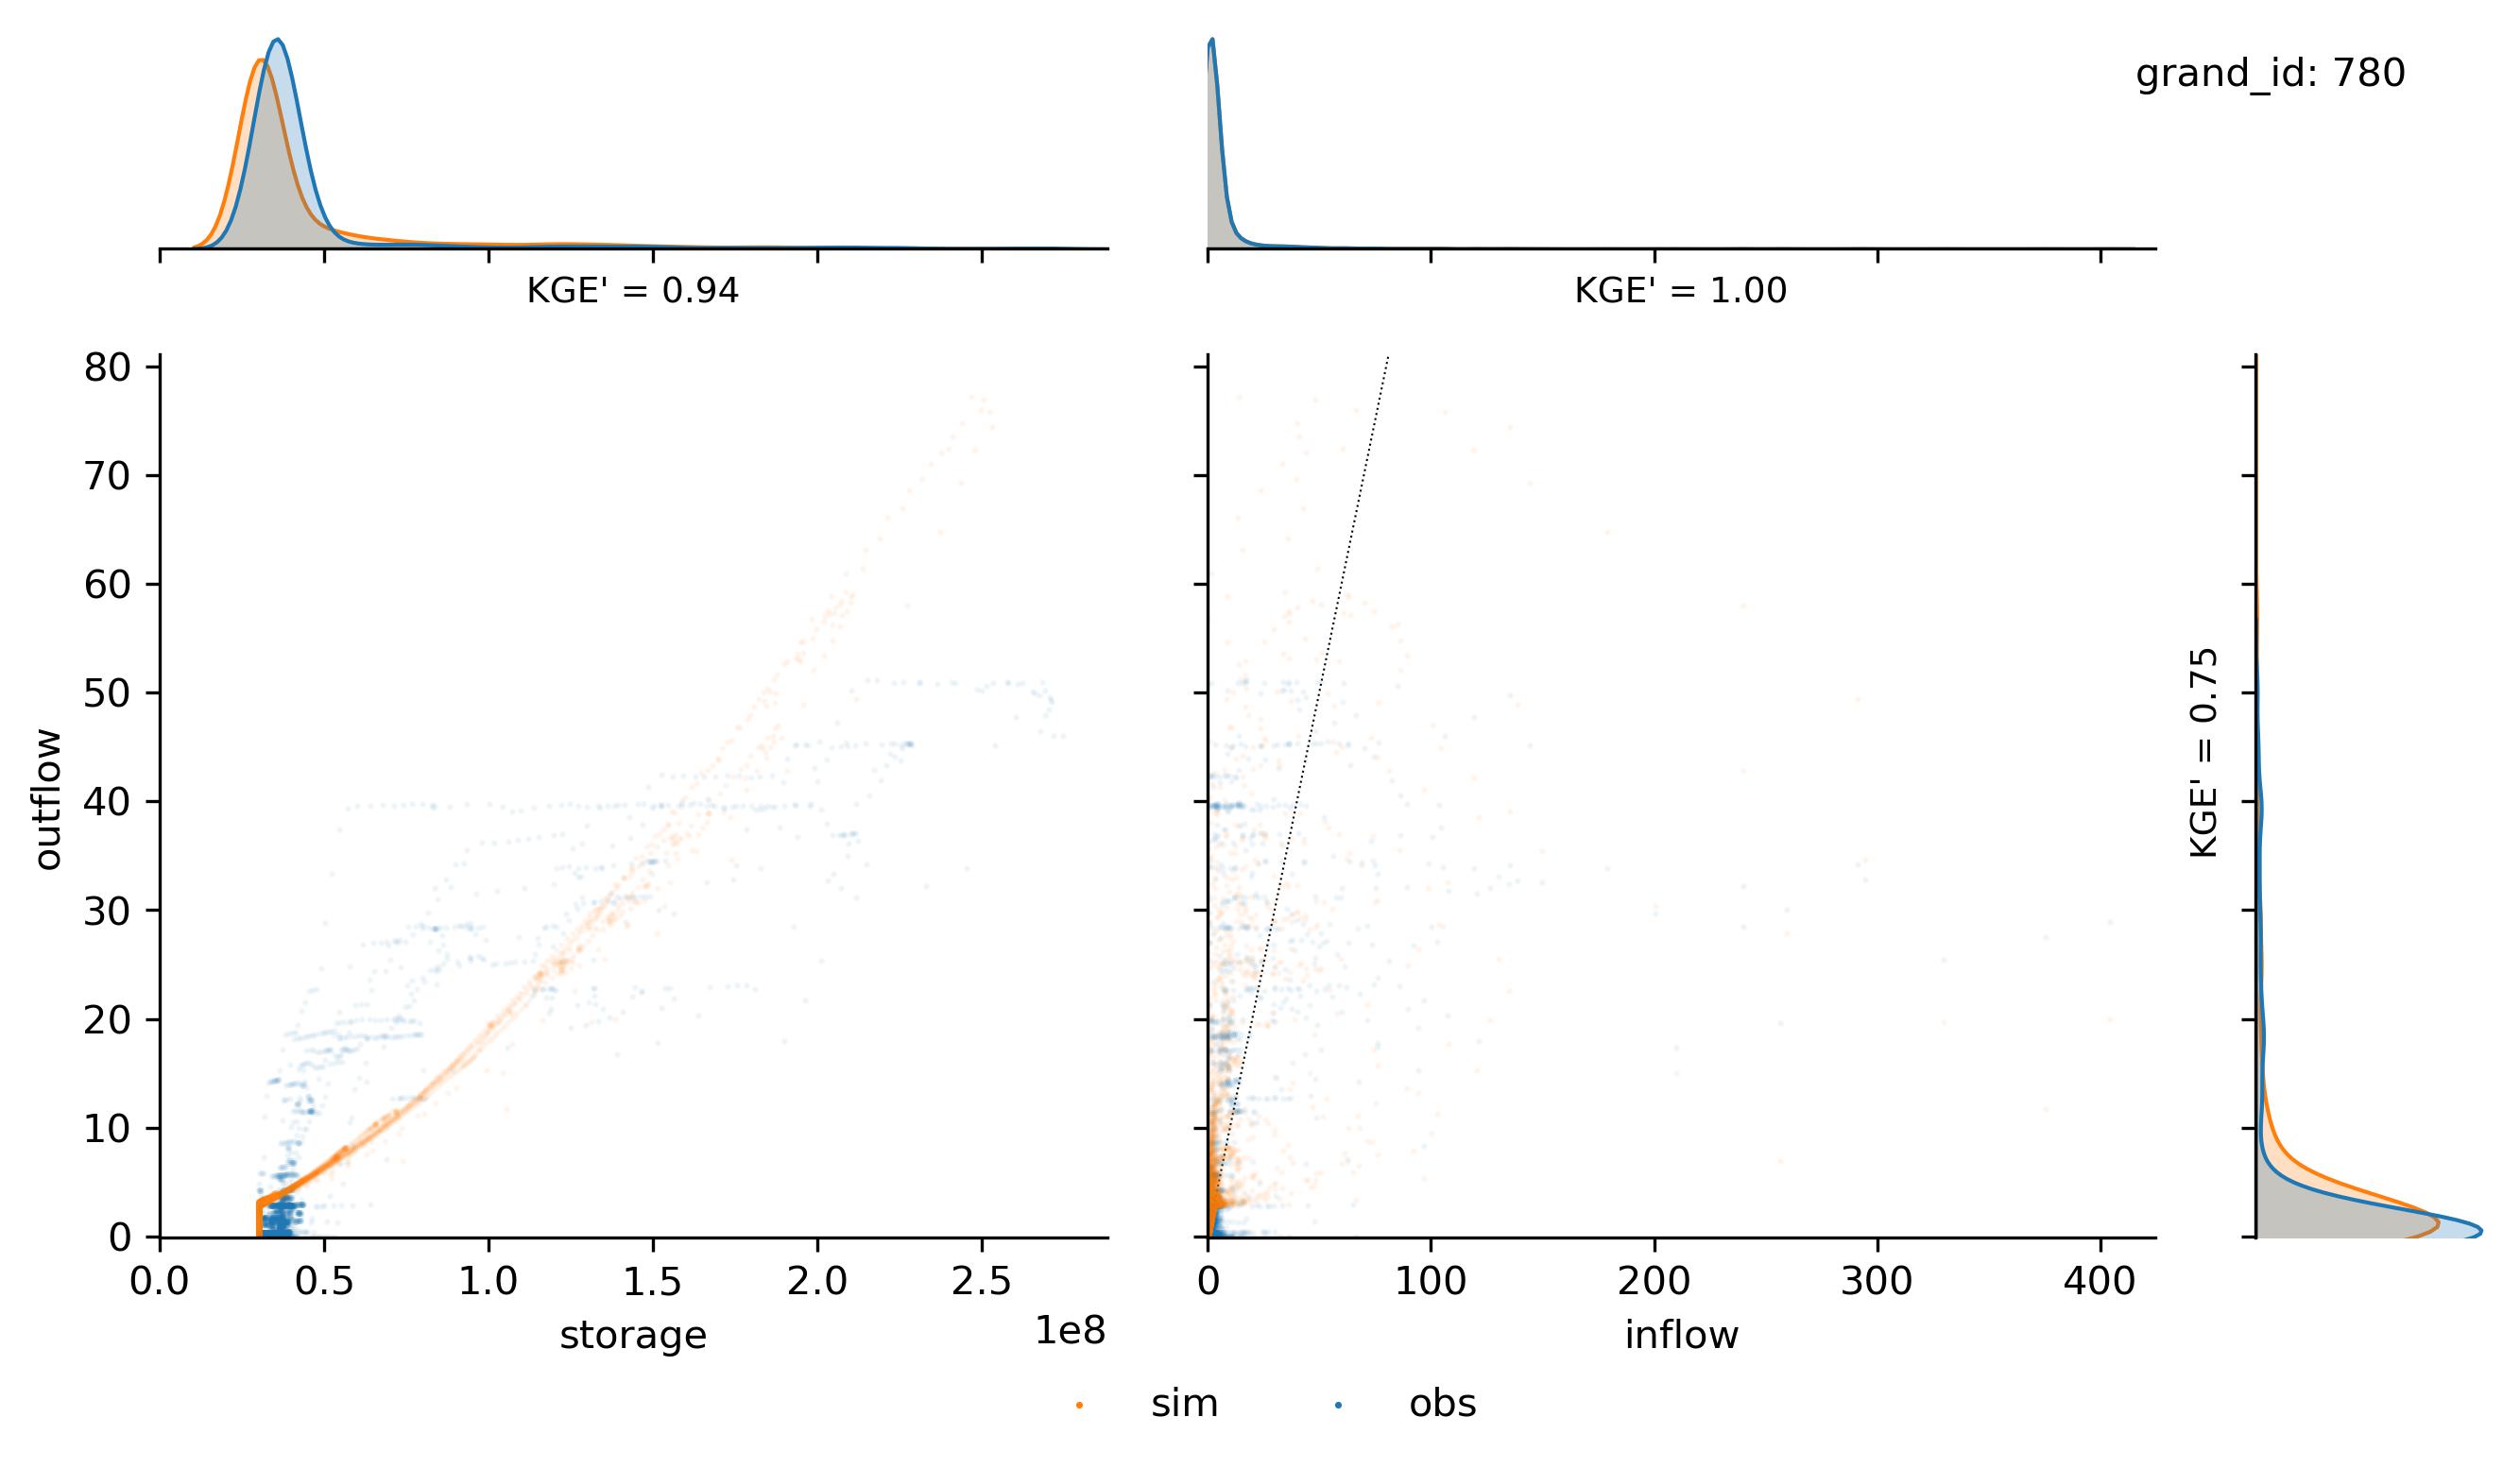 grand_id: 780
KGE' = 0.94
KGE' = 1.00
80
70
60
50
40
30
20
10
0
outflow
KGE' = 0.75
0.0 0.5 1.0 1.5 2.0 2.5
0 100 200 300 400
storage
1e8
inflow
sim obs